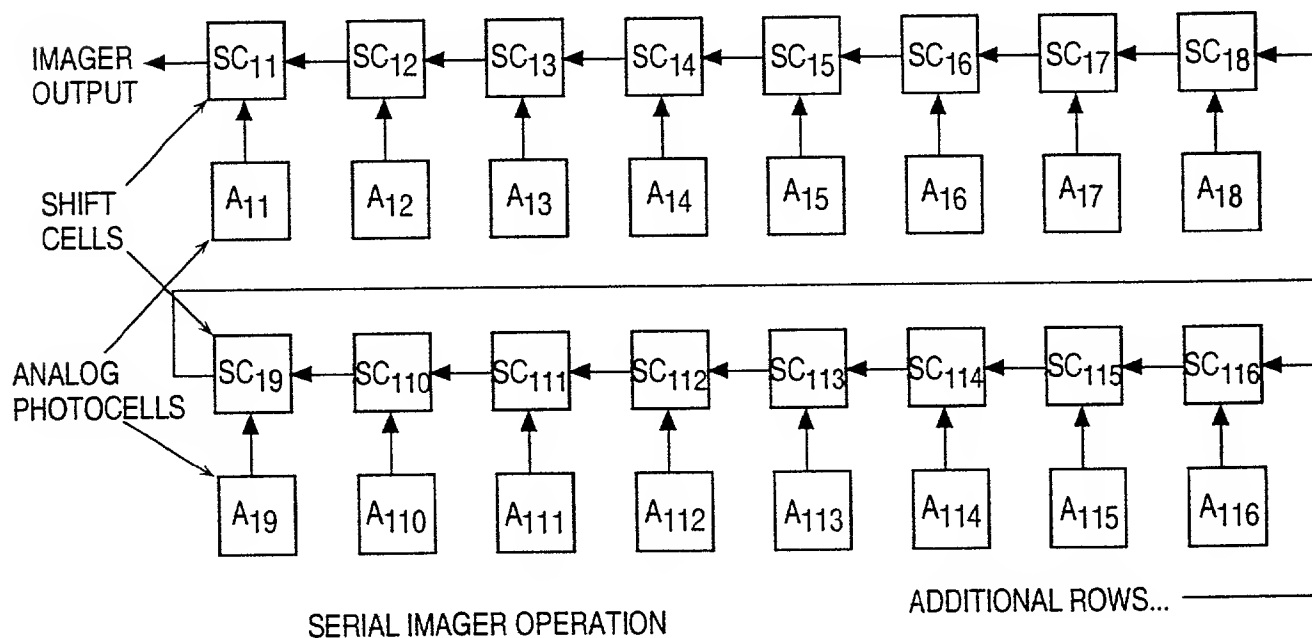 IMAGER
OUTPUT
SC11 SC12 SC13 SC14 SC15 SC16 SC17 SC18
A11 A12 A13 A14 A15 A16 A17 A18
SHIFT
CELLS
SC19 SC110 SC111 SC112 SC113 SC114 SC115 SC116
ANALOG
PHOTOCELLS
A19 A110 A111 A112 A113 A114 A115 A116
ADDITIONAL ROWS...
SERIAL IMAGER OPERATION